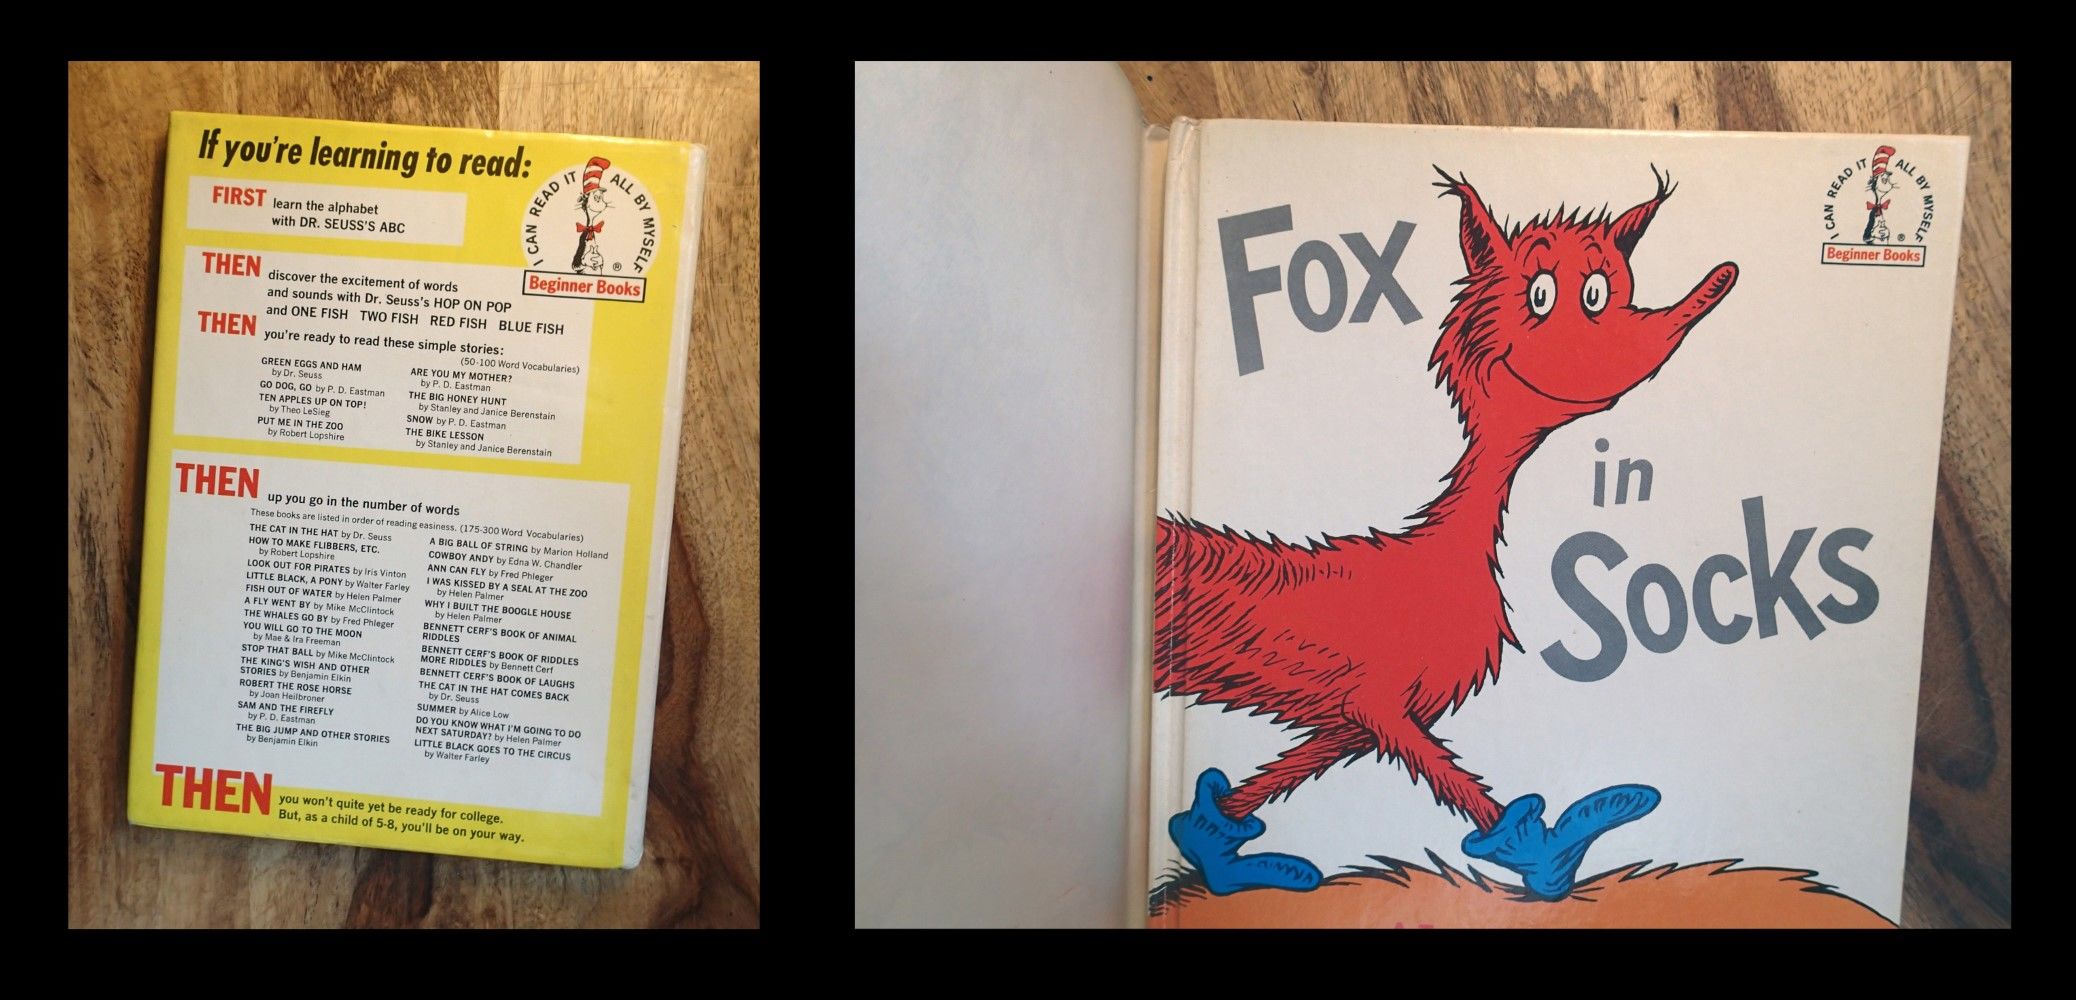 If you're learning to read:
FIRST learn the alphabet
with DR. SEUSS'S ABC
I CAN READ IT ALL BY MYSELF
®
Beginner Books
THEN discover the excitement of words
and sounds with Dr. Seuss's HOP ON POP
and ONE FISH TWO FISH RED FISH BLUE FISH
THEN you're ready to read these simple stories:
(50-100 Word Vocabularies)
GREEN EGGS AND HAM
by Dr. Seuss
GO DOG, GO by P. D. Eastman
TEN APPLES UP ON TOP!
by Theo LeSieg
PUT ME IN THE ZOO
by Robert Lopshire
ARE YOU MY MOTHER?
by P. D. Eastman
THE BIG HONEY HUNT
by Stanley and Janice Berenstain
SNOW by P. D. Eastman
THE BIKE LESSON
by Stanley and Janice Berenstain
THEN up you go in the number of words
These books are listed in order of reading easiness. (175-300 Word Vocabularies)
THE CAT IN THE HAT by Dr. Seuss
HOW TO MAKE FLIBBERS, ETC.
by Robert Lopshire
LOOK OUT FOR PIRATES by Iris Vinton
LITTLE BLACK, A PONY by Walter Farley
FISH OUT OF WATER by Helen Palmer
A FLY WENT BY by Mike McClintock
THE WHALES GO BY by Fred Phleger
YOU WILL GO TO THE MOON
by Mae & Ira Freeman
STOP THAT BALL by Mike McClintock
THE KING'S WISH AND OTHER
STORIES by Benjamin Elkin
ROBERT THE ROSE HORSE
by Joan Heilbroner
SAM AND THE FIREFLY
by P. D. Eastman
THE BIG JUMP AND OTHER STORIES
by Benjamin Elkin
A BIG BALL OF STRING by Marion Holland
COWBOY ANDY by Edna W. Chandler
ANN CAN FLY by Fred Phleger
I WAS KISSED BY A SEAL AT THE ZOO
by Helen Palmer
WHY I BUILT THE BOOGLE HOUSE
by Helen Palmer
BENNETT CERF'S BOOK OF ANIMAL
RIDDLES
BENNETT CERF'S BOOK OF RIDDLES
MORE RIDDLES by Bennett Cerf
BENNETT CERF'S BOOK OF LAUGHS
THE CAT IN THE HAT COMES BACK
by Dr. Seuss
SUMMER by Alice Low
DO YOU KNOW WHAT I'M GOING TO DO
NEXT SATURDAY? by Helen Palmer
LITTLE BLACK GOES TO THE CIRCUS
by Walter Farley
THEN you won't quite yet be ready for college.
But, as a child of 5-8, you'll be on your way.
Fox
in
Socks
I CAN READ IT ALL BY MYSELF
®
Beginner Books